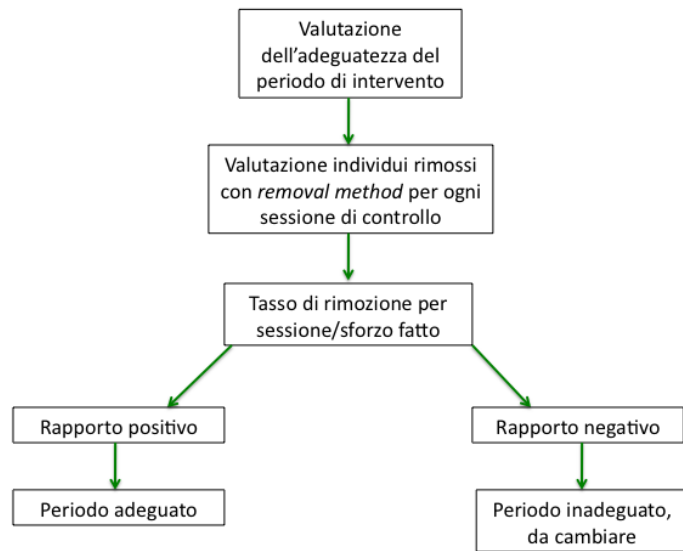 Valutazione
dell’adeguatezza del
periodo di intervento
Valutazione individui rimossi
con removal method per ogni
sessione di controllo
Tasso di rimozione per
sessione/sforzo fatto
Rapporto positivo
Rapporto negativo
Periodo adeguato
Periodo inadeguato,
da cambiare